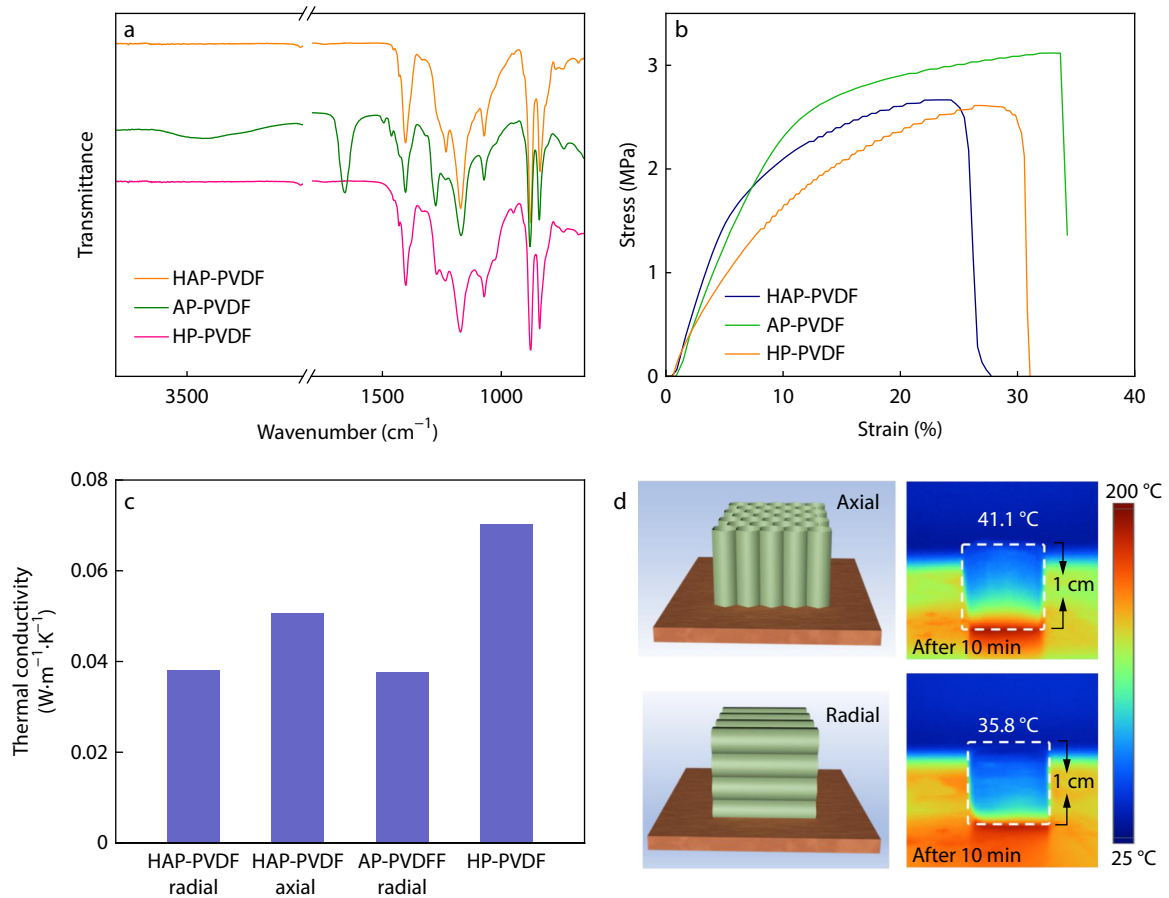 a
Transmittance
HAP-PVDF
AP-PVDF
HP-PVDF
3500
1500
1000
Wavenumber (cm⁻¹)
b
Stress (MPa)
3
2
1
0
HAP-PVDF
AP-PVDF
HP-PVDF
0
10
20
30
40
Strain (%)
c
Thermal conductivity
(W·m⁻¹·K⁻¹)
0.08
0.06
0.04
0.02
0
HAP-PVDF
radial
HAP-PVDF
axial
AP-PVDFF
radial
HP-PVDF
d
Axial
41.1 °C
1 cm
After 10 min
Radial
35.8 °C
1 cm
After 10 min
200 °C
25 °C